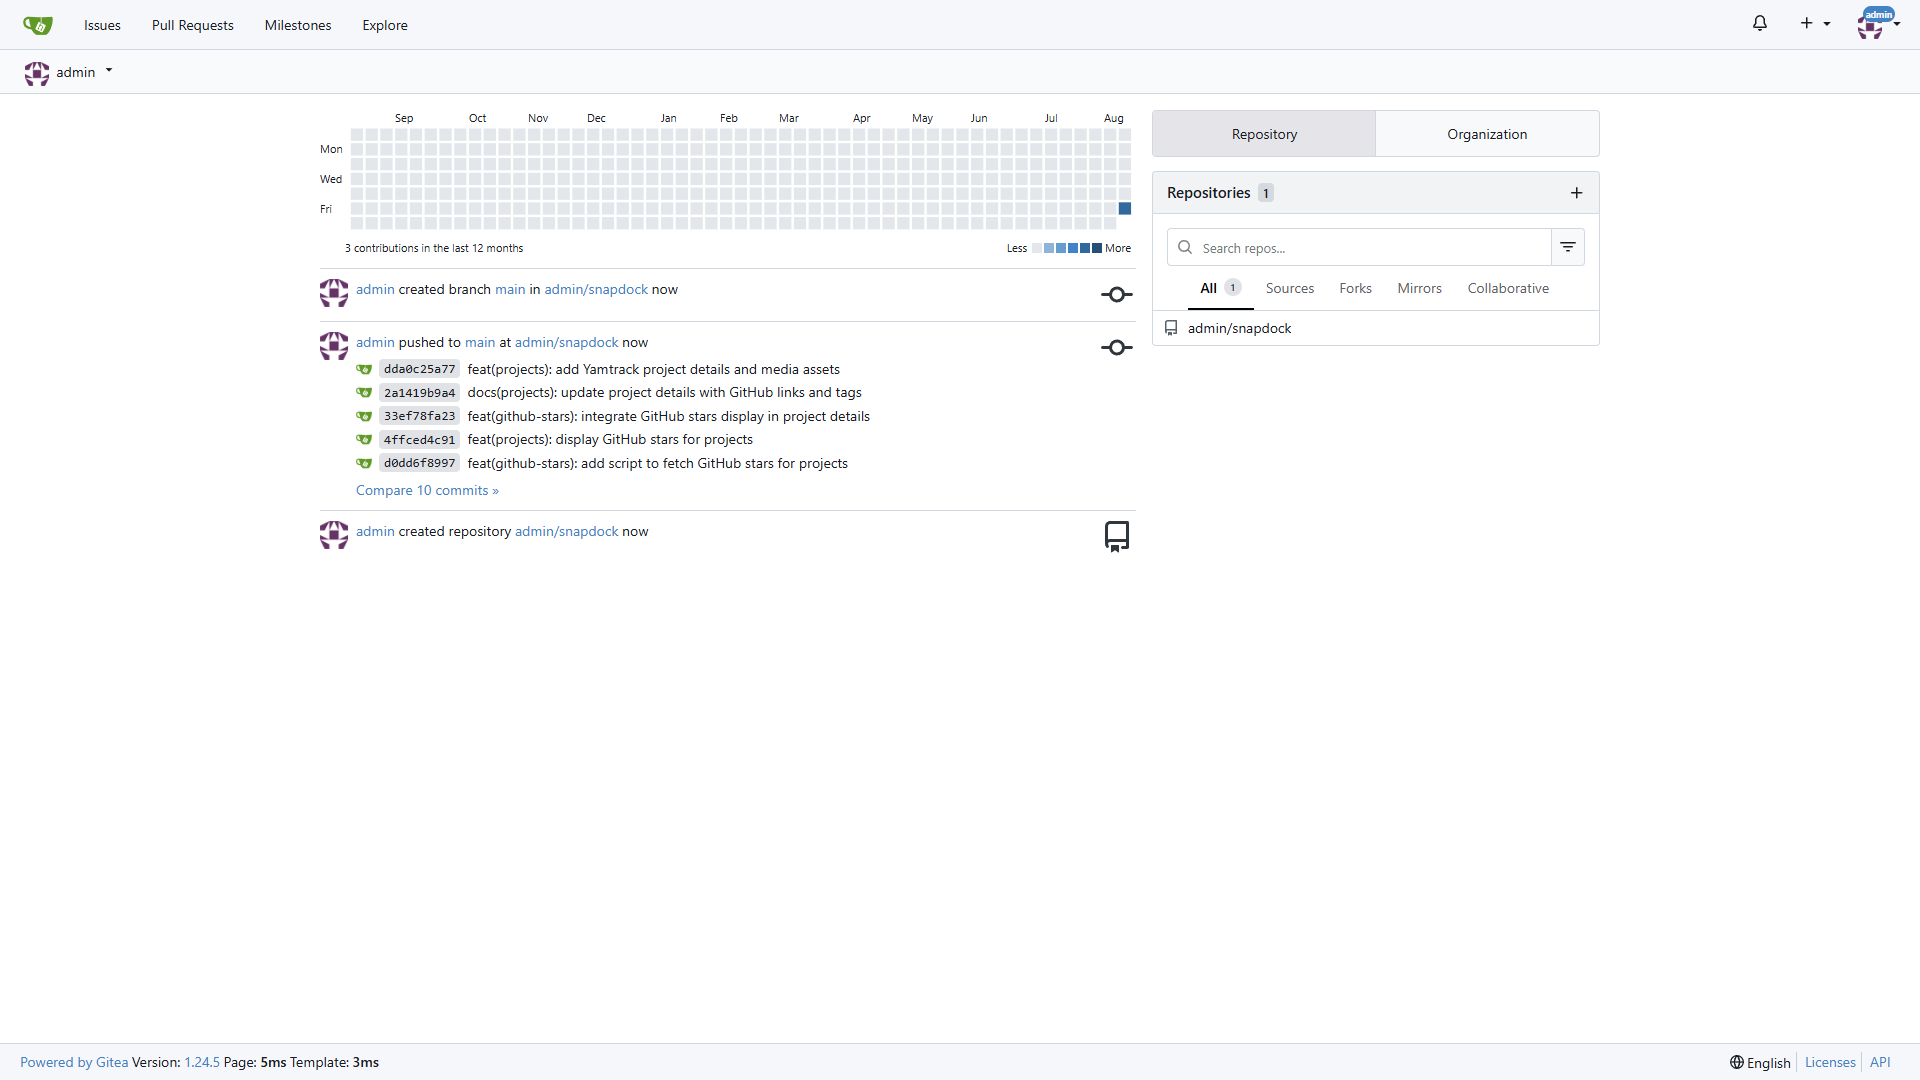 Issues Pull Requests Milestones Explore admin
admin
Sep Oct Nov Dec Jan Feb Mar Apr May Jun Jul Aug
Mon
Wed
Fri
3 contributions in the last 12 months Less More
admin created branch main in admin/snapdock now
admin pushed to main at admin/snapdock now
dda0c25a77 feat(projects): add Yamtrack project details and media assets
2a1419b9a4 docs(projects): update project details with GitHub links and tags
33ef78fa23 feat(github-stars): integrate GitHub stars display in project details
4ffced4c91 feat(projects): display GitHub stars for projects
d0dd6f8997 feat(github-stars): add script to fetch GitHub stars for projects
Compare 10 commits »
admin created repository admin/snapdock now
Repository Organization
Repositories 1
Search repos...
All 1 Sources Forks Mirrors Collaborative
admin/snapdock
Powered by Gitea Version: 1.24.5 Page: 5ms Template: 3ms
English Licenses API